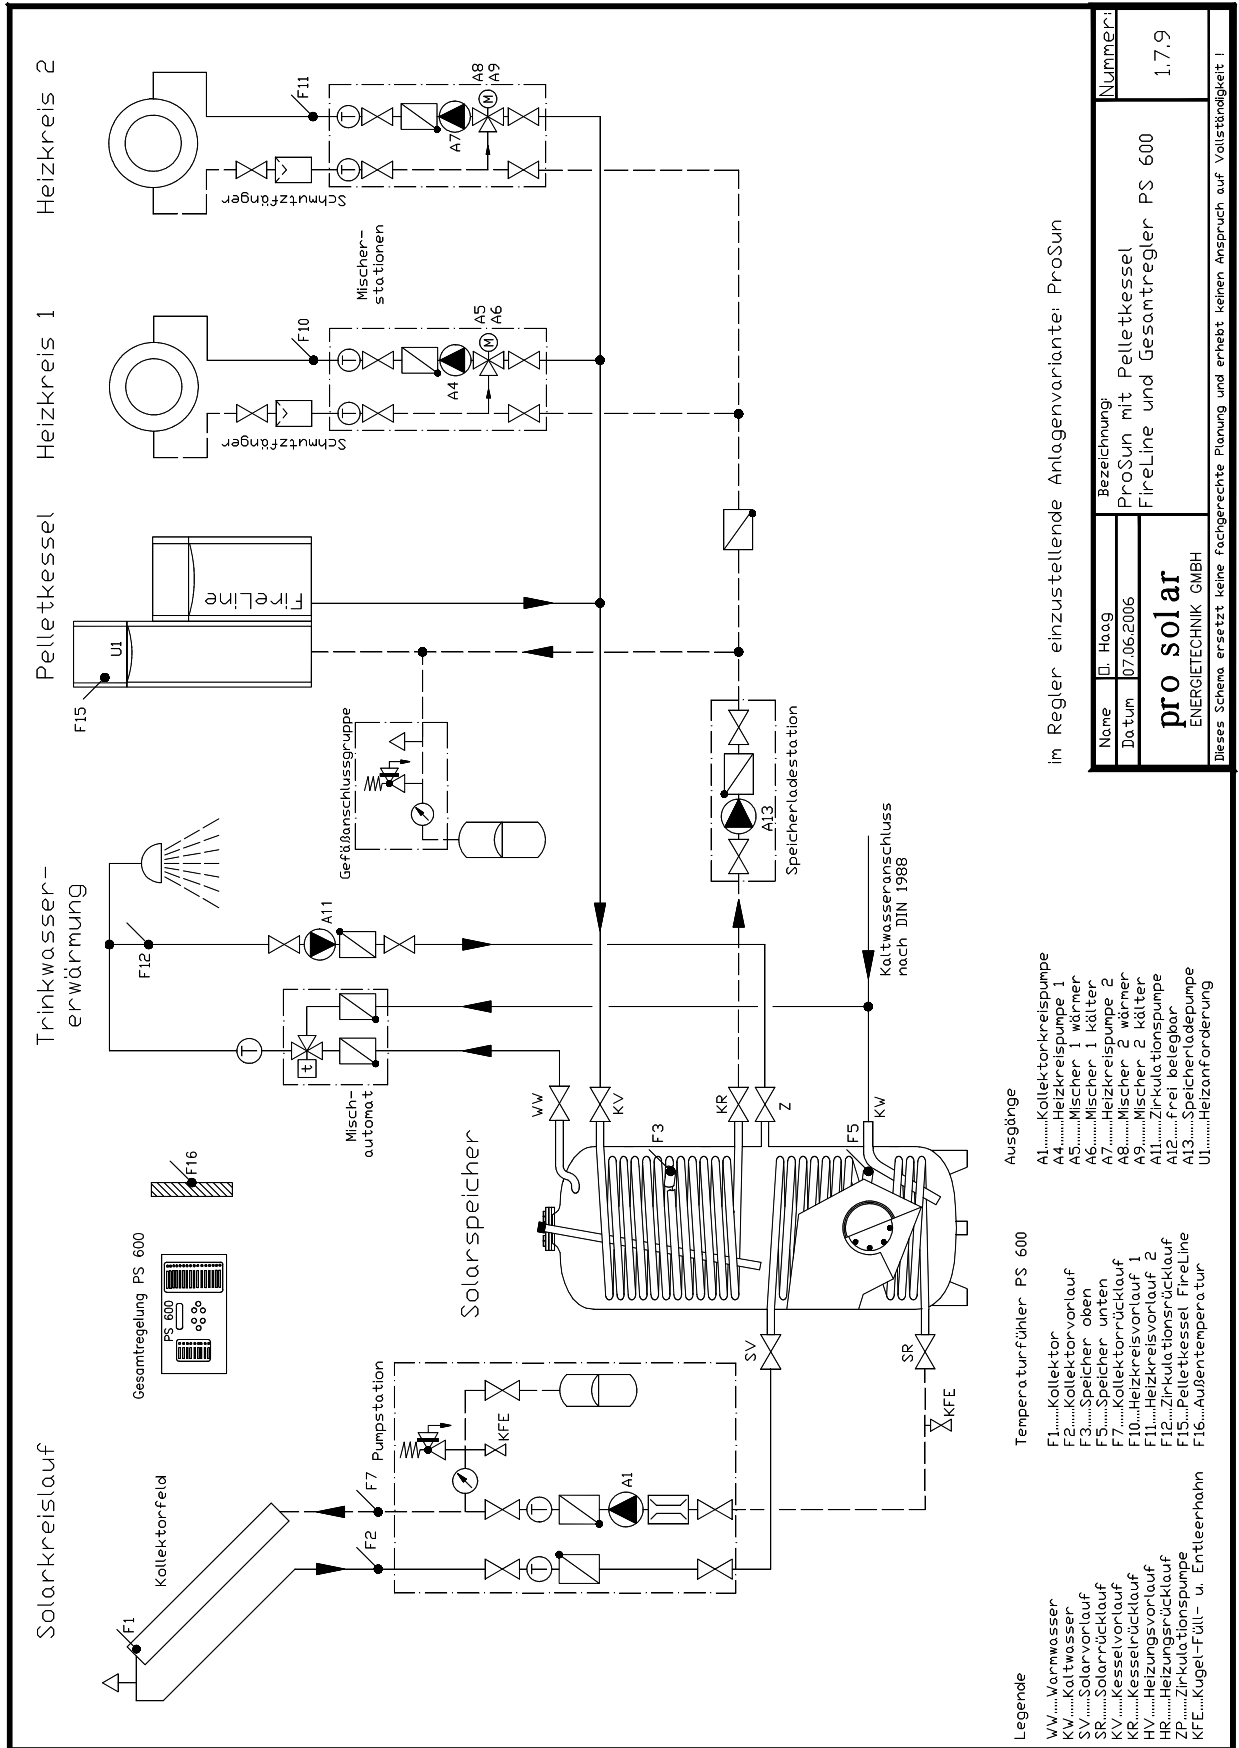 Solarkreislauf
Kollektorfeld
F1
F2
F7
Pumpstation
KFE
A1
Gesamtregelung PS 600
PS 600
F16
Solarspeicher
SV
SR
KFE
WW
KV
F3
KR
Z
F5
KW
Trinkwasser-
erwärmung
F12
A11
t
T
Misch-
automat
Kaltwasseranschluss
nach DIN 1988
Speicherladestation
A13
Gefäßanschlussgruppe
Pelletkessel
F15
U1
FireLine
Heizkreis 1
F10
T
T
M
A4
A5
A6
Schmutzfänger
Mischer-
stationen
Heizkreis 2
F11
T
T
M
A7
A8
A9
Schmutzfänger
Legende
WW.....Warmwasser
KW.....Kaltwasser
SV.....Solarvorlauf
SR.....Solarrücklauf
KV.....Kesselvorlauf
KR.....Kesselrücklauf
HV.....Heizungsvorlauf
HR.....Heizungsrücklauf
ZP.....Zirkulationspumpe
KFE....Kugel-Füll- u. Entleerhahn
Temperaturfühler PS 600
F1......Kollektor
F2......Kollektorvorlauf
F3......Speicher oben
F5......Speicher unten
F7......Kollektorrücklauf
F10....Heizkreisvorlauf 1
F11....Heizkreisvorlauf 2
F12....Zirkulationsrücklauf
F15....Pelletkessel FireLine
F16....Außentemperatur
Ausgänge
A1.......Kollektorkreispumpe
A4.......Heizkreispumpe 1
A5.......Mischer 1 wärmer
A6.......Mischer 1 kälter
A7.......Heizkreispumpe 2
A8.......Mischer 2 wärmer
A9.......Mischer 2 kälter
A11.....Zirkulationspumpe
A12.....frei belegbar
A13.....Speicherladepumpe
U1.......Heizanforderung
im Regler einzustellende Anlagenvariante: ProSun
Name
O. Haag
Datum
07.06.2006
pro solar
ENERGIETECHNIK GMBH
Bezeichnung:
ProSun mit Pelletkessel
FireLine und Gesamtregler PS 600
Nummer:
1.7.9
Dieses Schema ersetzt keine fachgerechte Planung und erhebt keinen Anspruch auf Vollständigkeit !